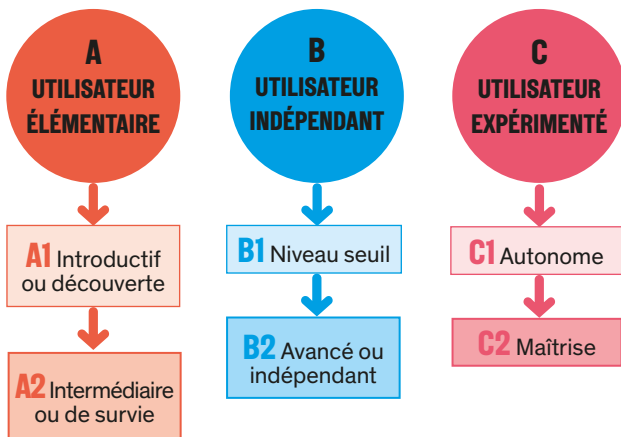 A
UTILISATEUR
ÉLÉMENTAIRE
A1 Introductif
ou découverte
A2 Intermédiaire
ou de survie
B
UTILISATEUR
INDÉPENDANT
B1 Niveau seuil
B2 Avancé ou
indépendant
C
UTILISATEUR
EXPÉRIMENTÉ
C1 Autonome
C2 Maîtrise